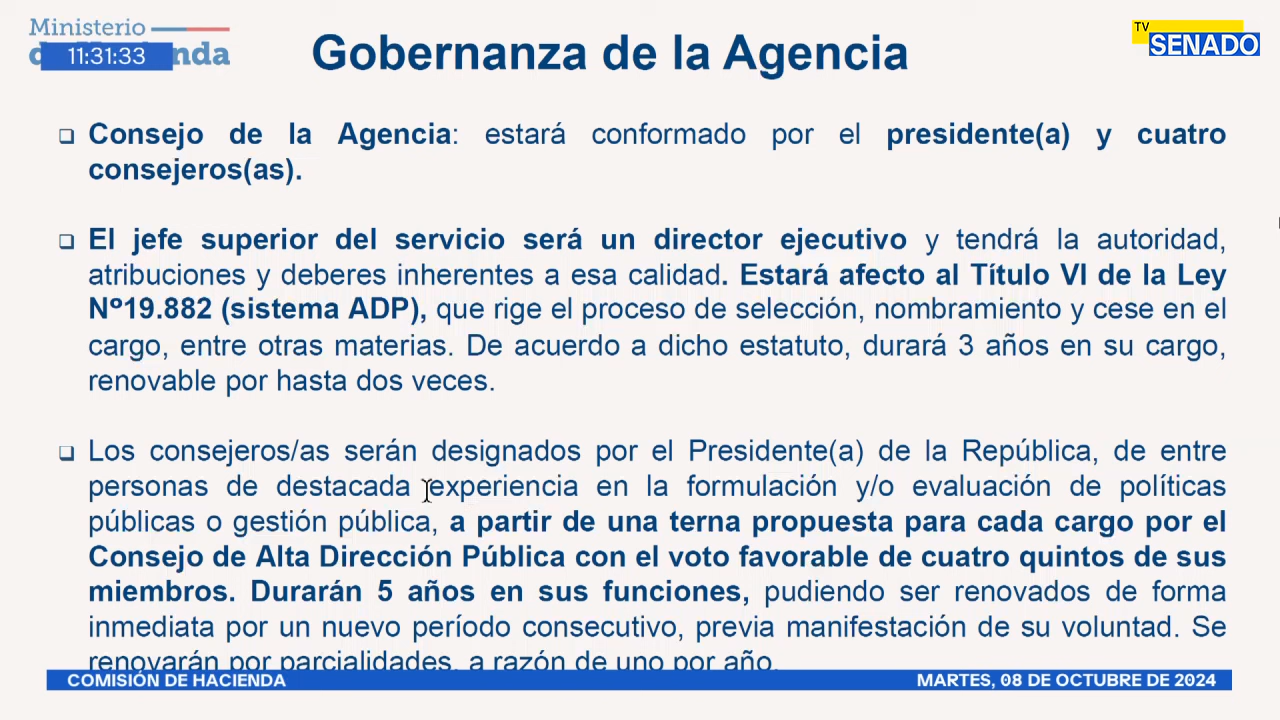 Ministerio
11:31:33
nda
TV
SENADO
Gobernanza de la Agencia
Consejo de la Agencia: estará conformado por el presidente(a) y cuatro
consejeros(as).
El jefe superior del servicio será un director ejecutivo y tendrá la autoridad,
atribuciones y deberes inherentes a esa calidad. Estará afecto al Título VI de la Ley
Nº19.882 (sistema ADP), que rige el proceso de selección, nombramiento y cese en el
cargo, entre otras materias. De acuerdo a dicho estatuto, durará 3 años en su cargo,
renovable por hasta dos veces.
Los consejeros/as serán designados por el Presidente(a) de la República, de entre
personas de destacada experiencia en la formulación y/o evaluación de políticas
públicas o gestión pública, a partir de una terna propuesta para cada cargo por el
Consejo de Alta Dirección Pública con el voto favorable de cuatro quintos de sus
miembros. Durarán 5 años en sus funciones, pudiendo ser renovados de forma
inmediata por un nuevo período consecutivo, previa manifestación de su voluntad. Se
renovarán por parcialidades, a razón de uno por año.
COMISIÓN DE HACIENDA
MARTES, 08 DE OCTUBRE DE 2024